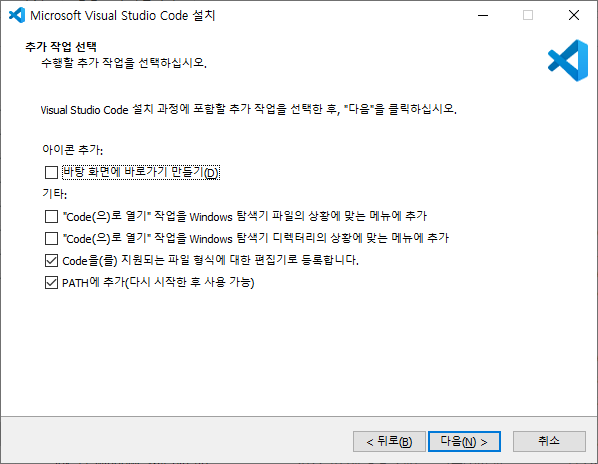 Microsoft Visual Studio Code 설치
추가 작업 선택
수행할 추가 작업을 선택하십시오.
Visual Studio Code 설치 과정에 포함할 추가 작업을 선택한 후, "다음"을 클릭하십시오.
아이콘 추가:
바탕 화면에 바로가기 만들기(D)
기타:
"Code(으)로 열기" 작업을 Windows 탐색기 파일의 상황에 맞는 메뉴에 추가
"Code(으)로 열기" 작업을 Windows 탐색기 디렉터리의 상황에 맞는 메뉴에 추가
Code을(를) 지원되는 파일 형식에 대한 편집기로 등록합니다.
PATH에 추가(다시 시작한 후 사용 가능)
< 뒤로(B) 다음(N) > 취소